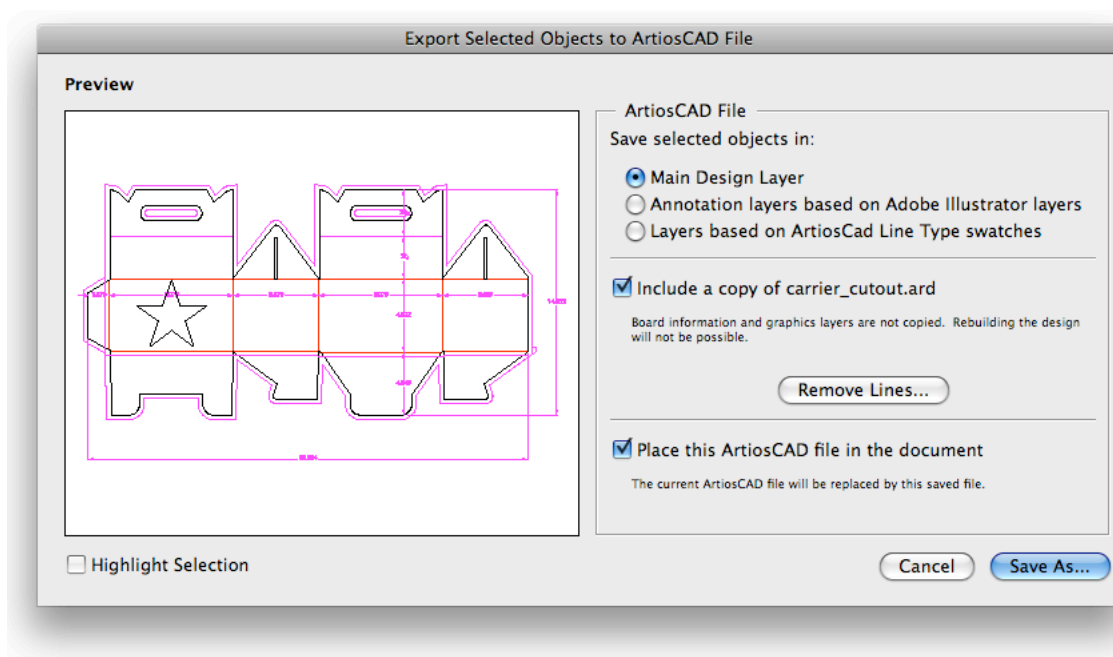 Export Selected Objects to ArtiosCAD File
Preview
ArtiosCAD File
Save selected objects in:
Main Design Layer
Annotation layers based on Adobe Illustrator layers
Layers based on ArtiosCad Line Type swatches
Include a copy of carrier_cutout.ard
Board information and graphics layers are not copied. Rebuilding the design
will not be possible.
Remove Lines...
Place this ArtiosCAD file in the document
The current ArtiosCAD file will be replaced by this saved file.
Highlight Selection
Cancel
Save As...